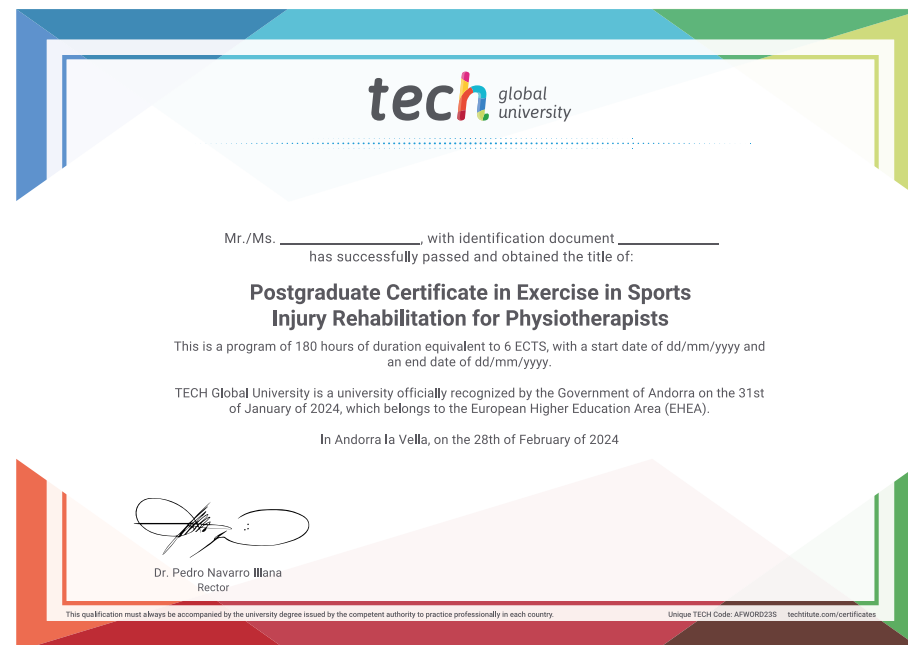 tech global university
Mr./Ms. ____________________, with identification document ______________
has successfully passed and obtained the title of:
Postgraduate Certificate in Exercise in Sports
Injury Rehabilitation for Physiotherapists
This is a program of 180 hours of duration equivalent to 6 ECTS, with a start date of dd/mm/yyyy and
an end date of dd/mm/yyyy.
TECH Global University is a university officially recognized by the Government of Andorra on the 31st
of January of 2024, which belongs to the European Higher Education Area (EHEA).
In Andorra la Vella, on the 28th of February of 2024
Dr. Pedro Navarro Illana
Rector
This qualification must always be accompanied by the university degree issued by the competent authority to practice professionally in each country. Unique TECH Code: AFWORD23S techtitute.com/certificates